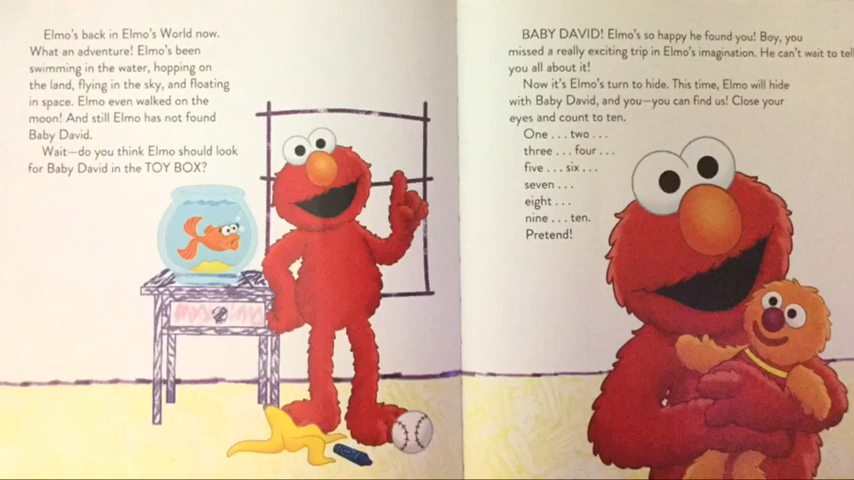 Elmo's back in Elmo's World now.
What an adventure! Elmo's been
swimming in the water, hopping on
the land, flying in the sky, and floating
in space. Elmo even walked on the
moon! And still Elmo has not found
Baby David.
Wait—do you think Elmo should look
for Baby David in the TOY BOX?
BABY DAVID! Elmo's so happy he found you! Boy, you
missed a really exciting trip in Elmo's imagination. He can't wait to tell
you all about it!
Now it's Elmo's turn to hide. This time, Elmo will hide
with Baby David, and you—you can find us! Close your
eyes and count to ten.
One . . . two . . .
three . . . four . . .
five . . . six . . .
seven . . .
eight . . .
nine . . . ten.
Pretend!